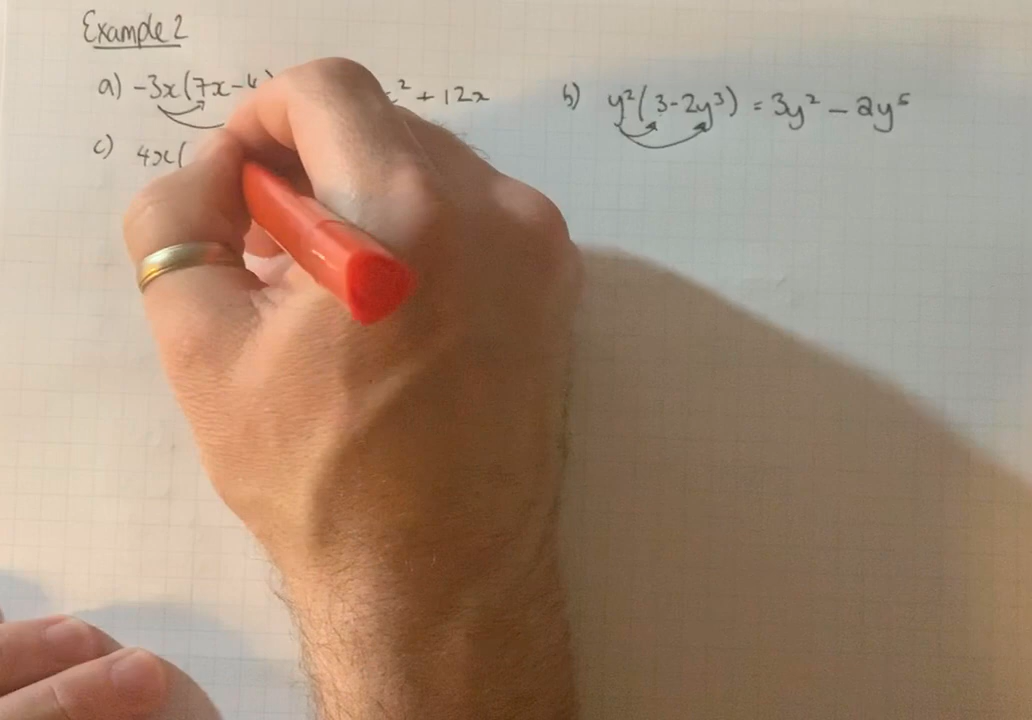 Example 2
a) -3x(7x-4 ² + 12x b) y²(3-2y³) = 3y² - 2y⁵
c) 4x(